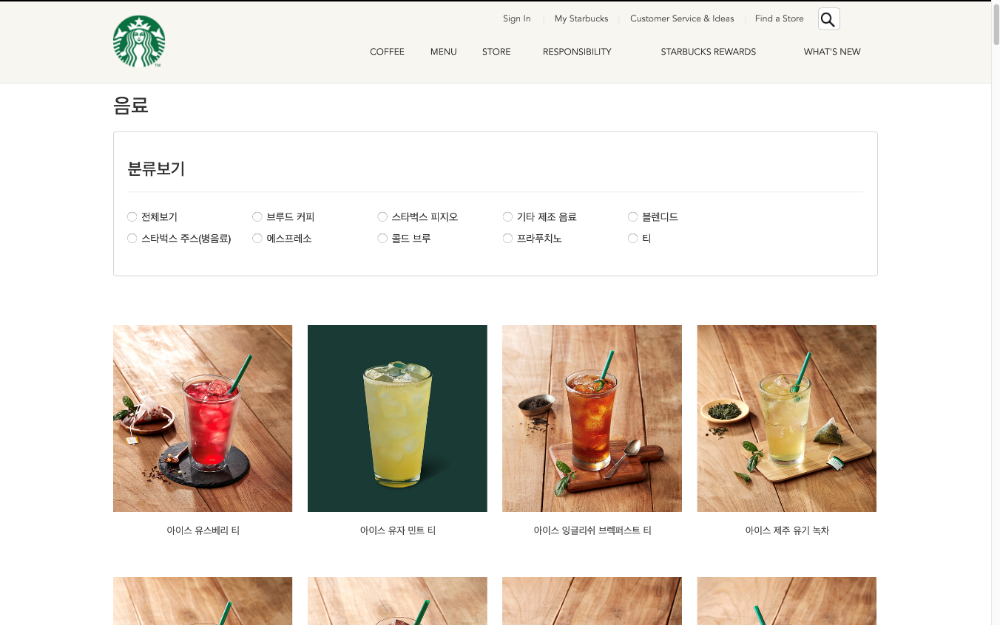 Sign In
My Starbucks
Customer Service & Ideas
Find a Store
COFFEE
MENU
STORE
RESPONSIBILITY
STARBUCKS REWARDS
WHAT'S NEW
TM
음료
분류보기
전체보기
브루드 커피
스타벅스 피지오
기타 제조 음료
블렌디드
스타벅스 주스(병음료)
에스프레소
콜드 브루
프라푸치노
티
아이스 유스베리 티
아이스 유자 민트 티
아이스 잉글리쉬 브렉퍼스트 티
아이스 제주 유기 녹차